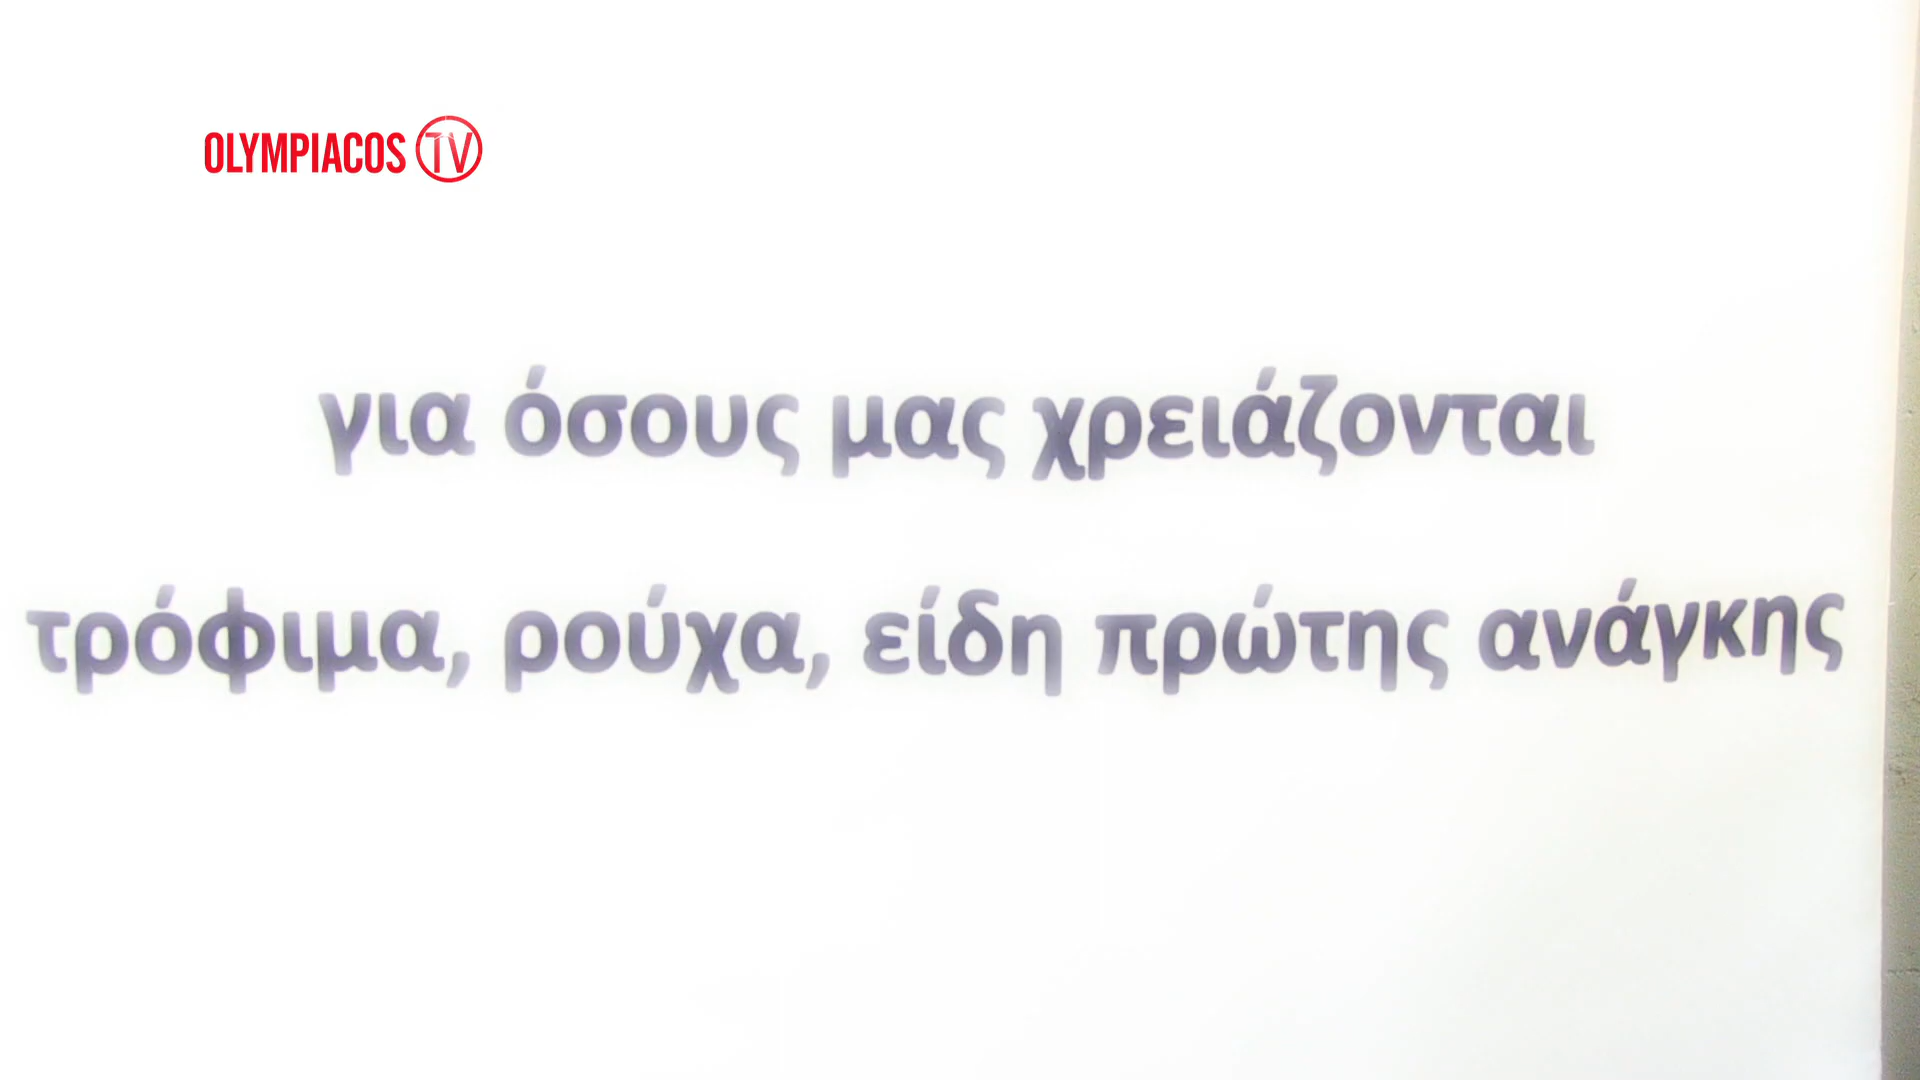 OLYMPIACOS TV
για όσους μας χρειάζονται
τρόφιμα, ρούχα, είδη πρώτης ανάγκης